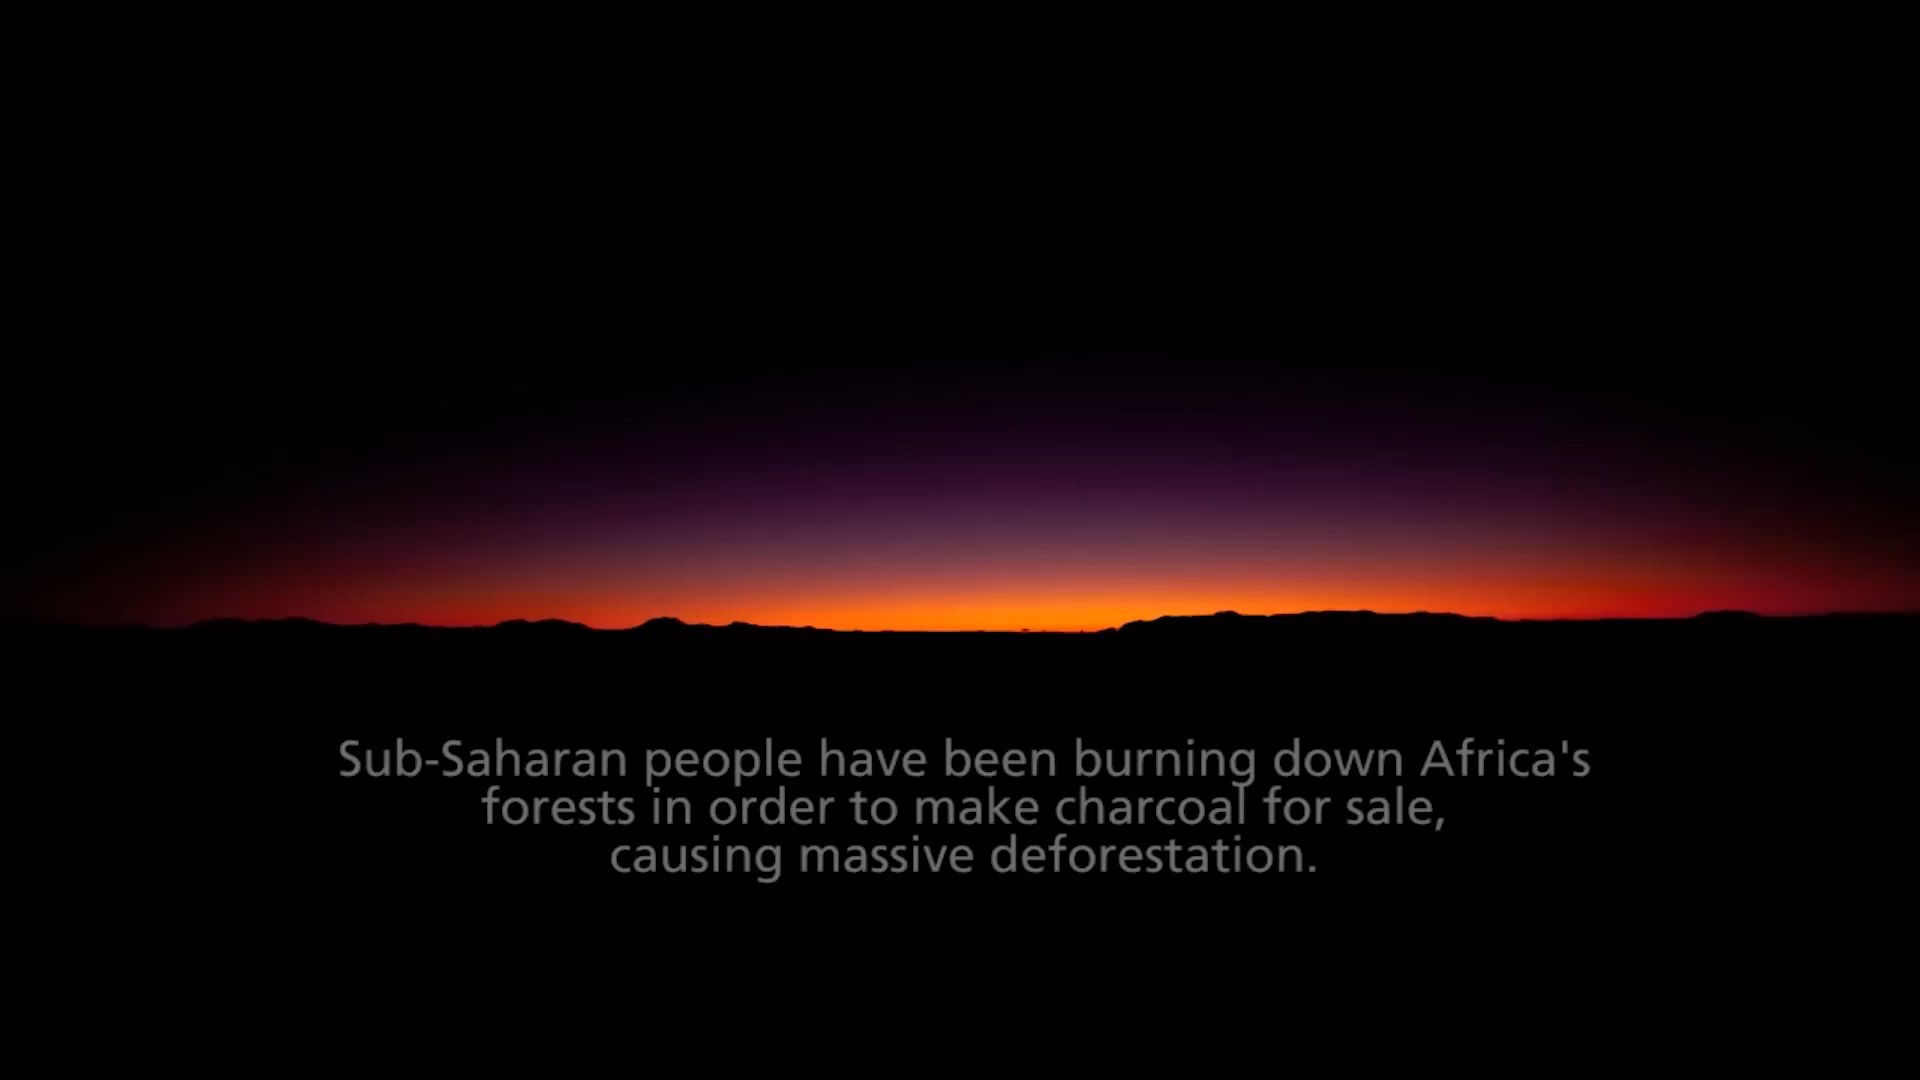 Sub-Saharan people have been burning down Africa's
forests in order to make charcoal for sale,
causing massive deforestation.